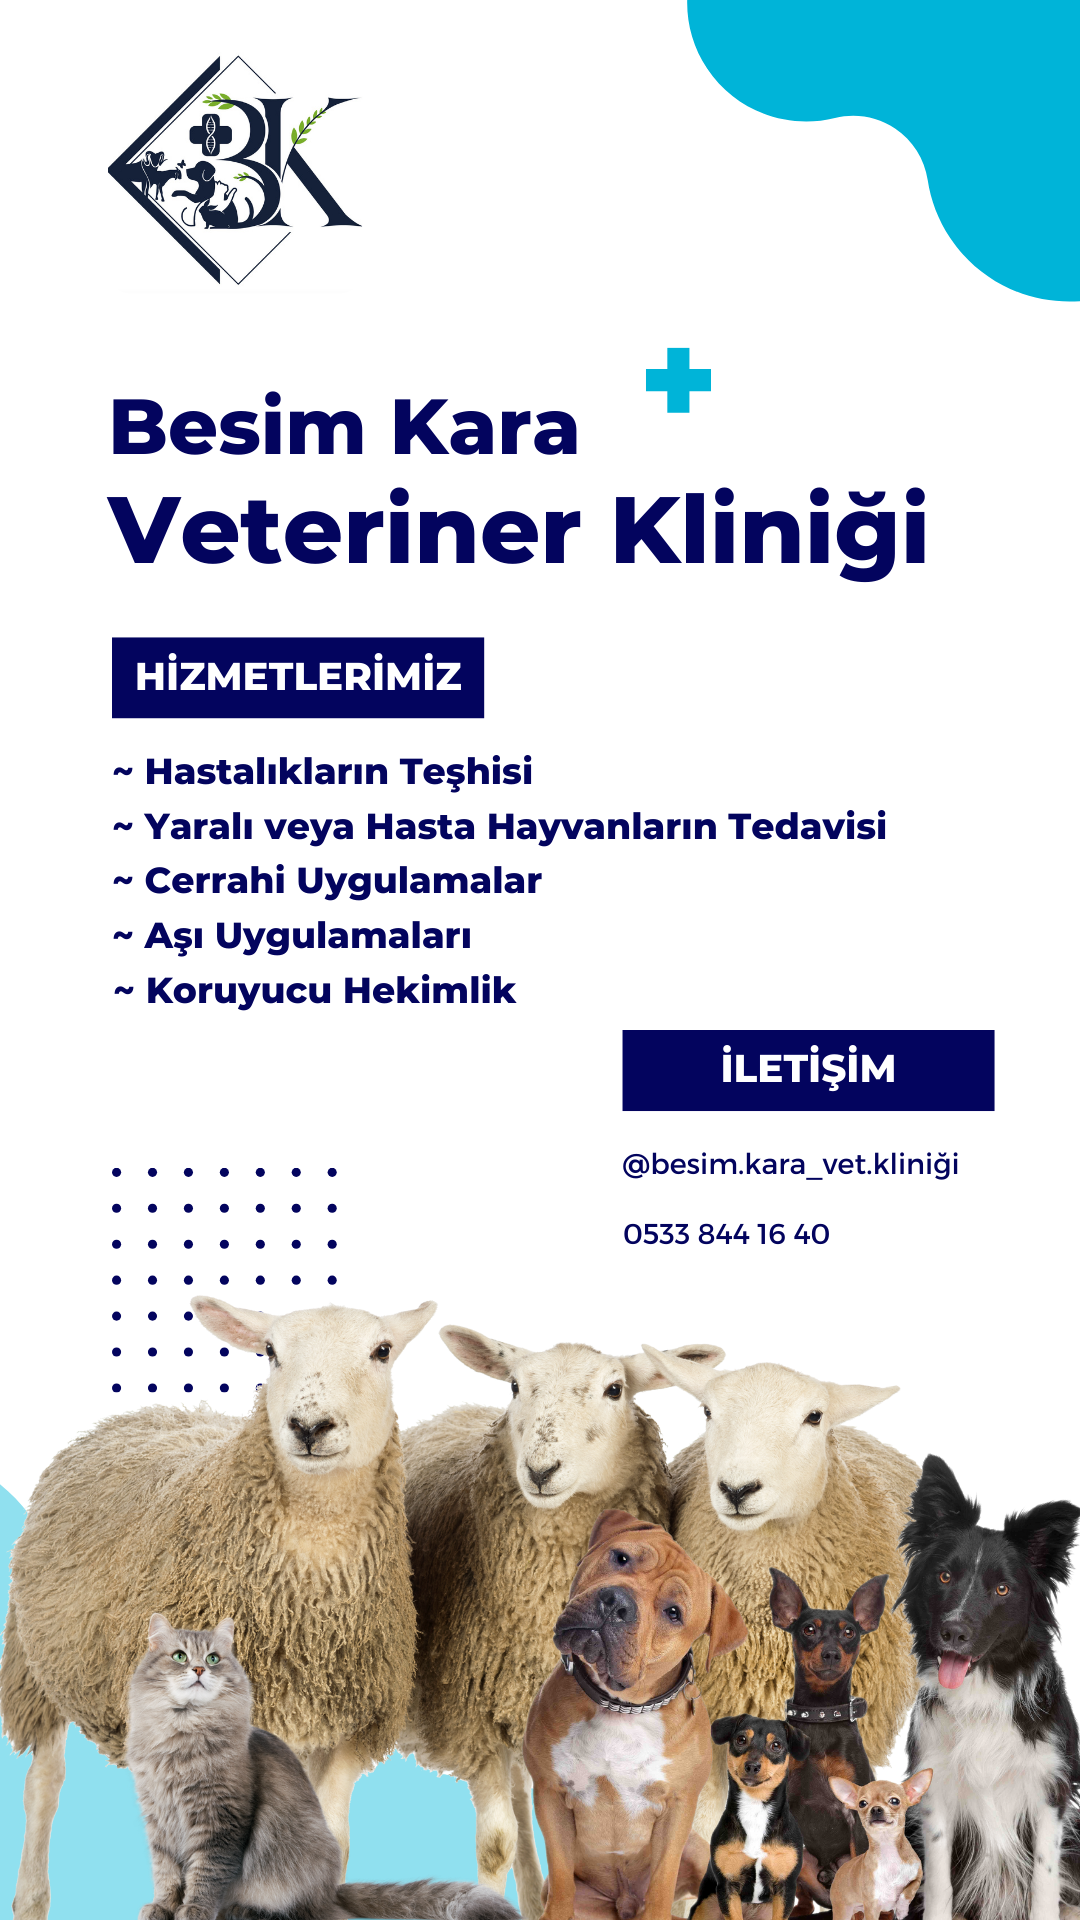 BK
Besim Kara
Veteriner Kliniği
HİZMETLERİMİZ
~ Hastalıkların Teşhisi
~ Yaralı veya Hasta Hayvanların Tedavisi
~ Cerrahi Uygulamalar
~ Aşı Uygulamaları
~ Koruyucu Hekimlik
İLETİŞİM
@besim.kara_vet.kliniği
0533 844 16 40